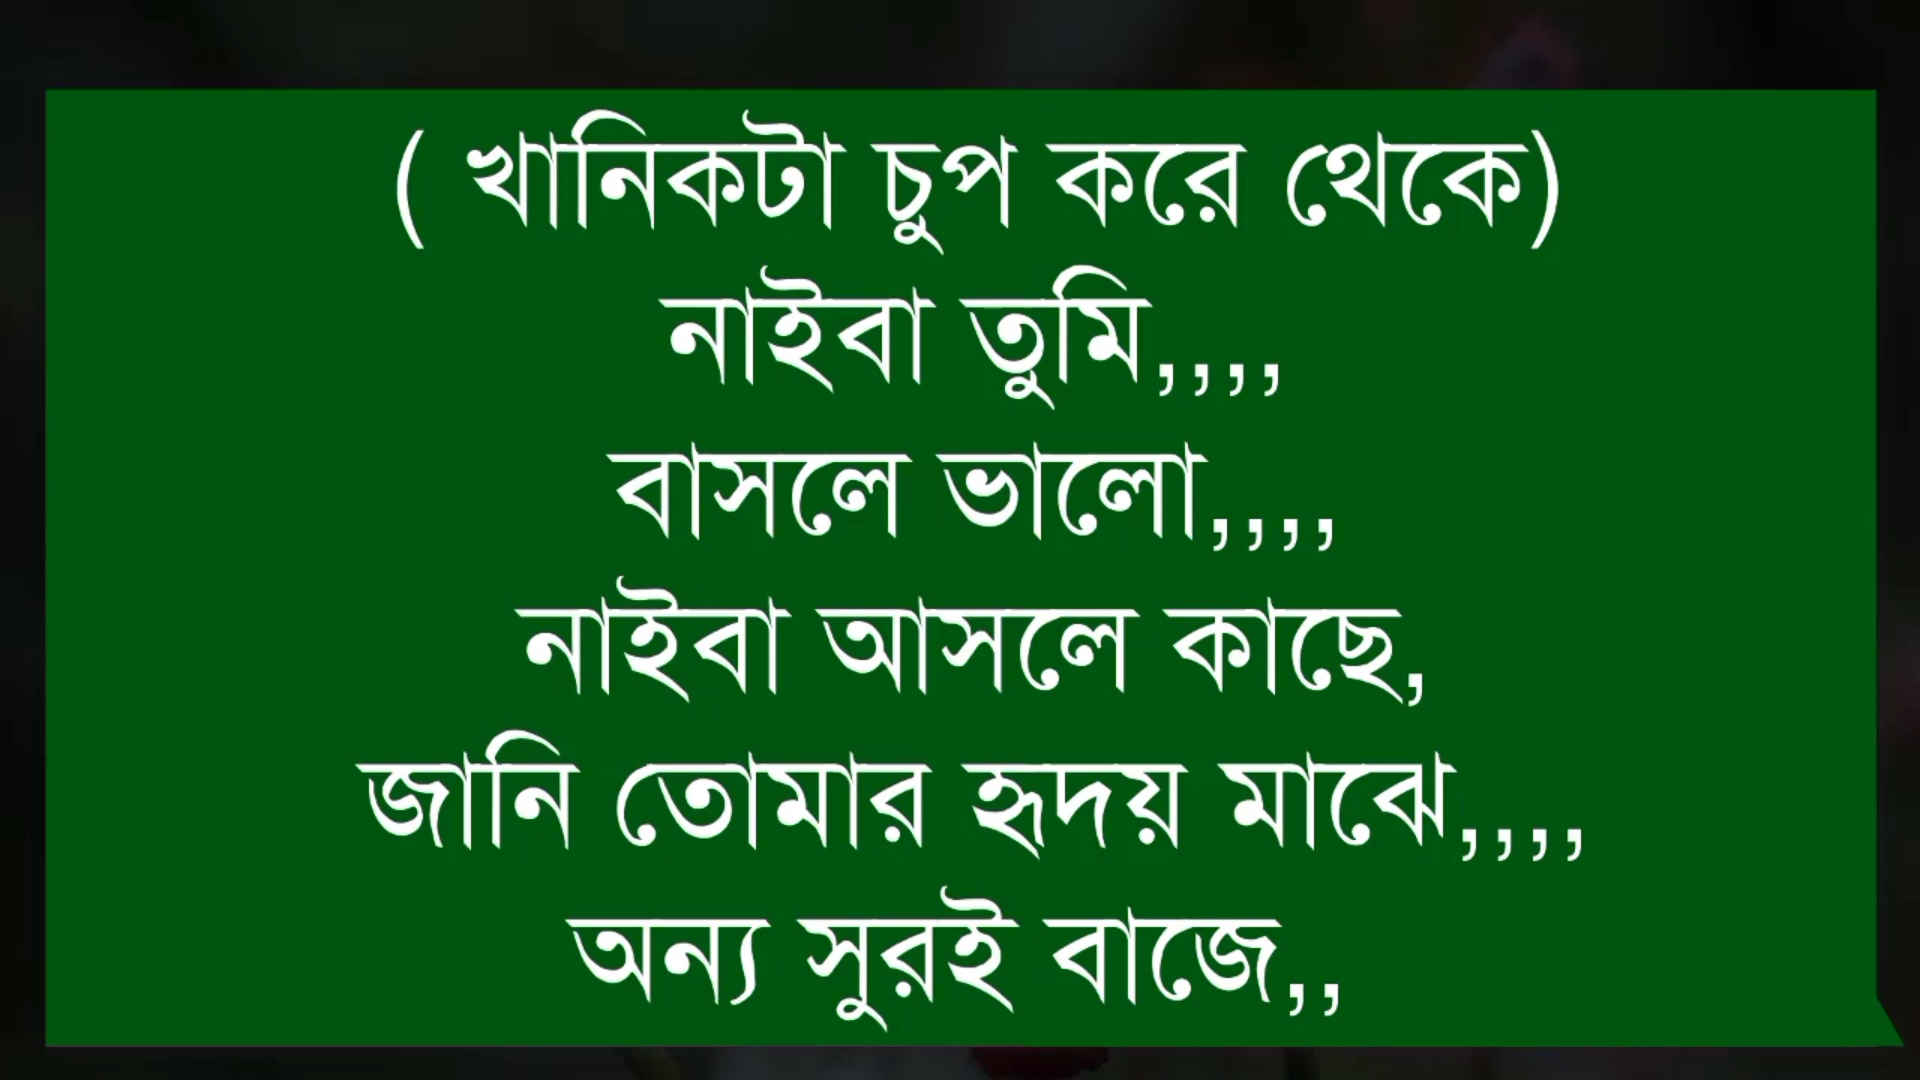 ( খানিকটা চুপ করে থেকে)
নাইবা তুমি,,,,
বাসলে ভালো,,,,
নাইবা আসলে কাছে,
জানি তোমার হৃদয় মাঝে,,,,
অন্য সুরই বাজে,,